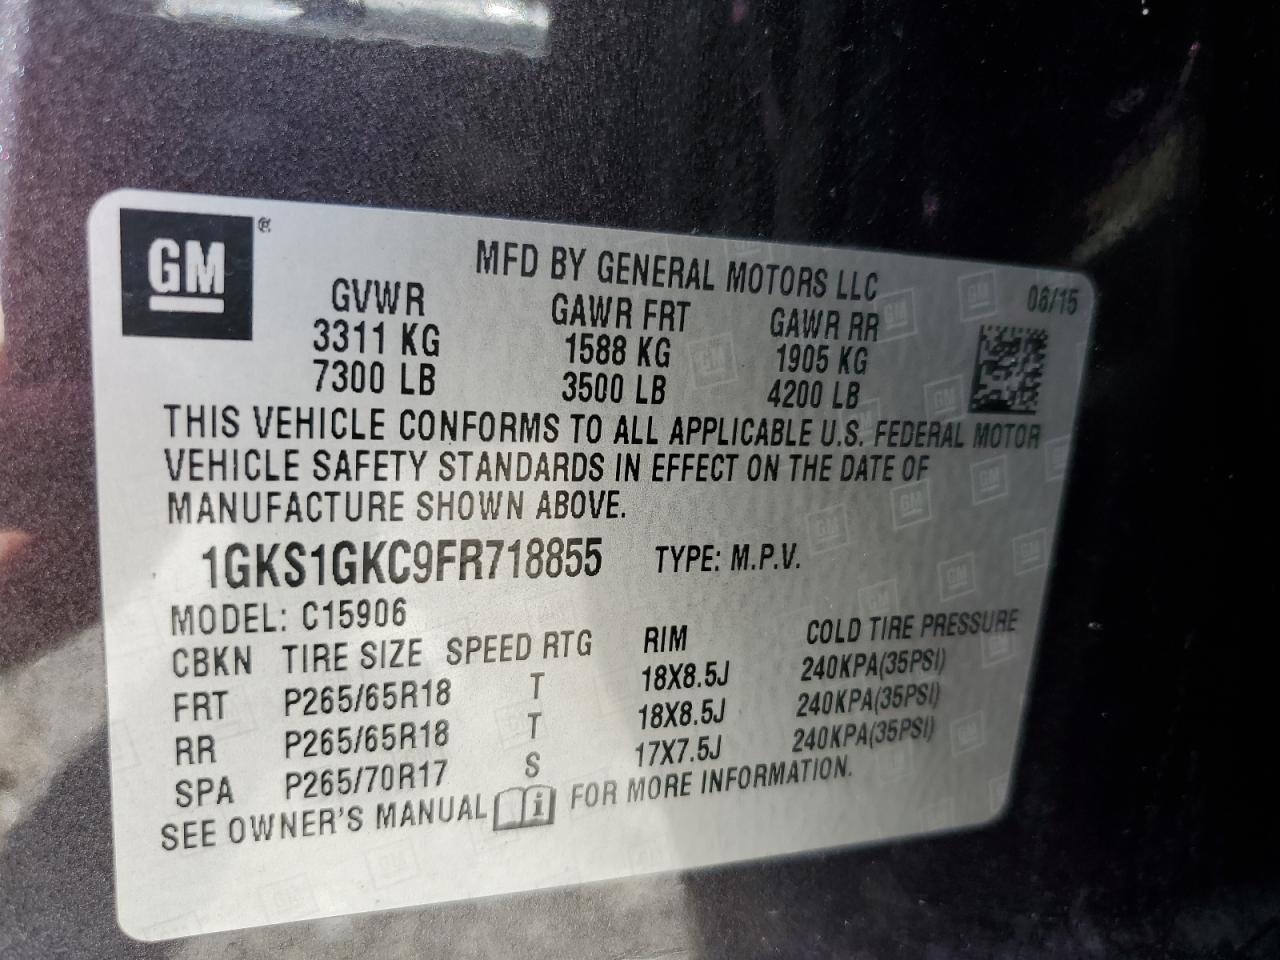 GM
MFD BY GENERAL MOTORS LLC
08/15
GVWR GAWR FRT GAWR RR
3311 KG 1588 KG 1905 KG
7300 LB 3500 LB 4200 LB
THIS VEHICLE CONFORMS TO ALL APPLICABLE U.S. FEDERAL MOTOR
VEHICLE SAFETY STANDARDS IN EFFECT ON THE DATE OF
MANUFACTURE SHOWN ABOVE.
1GKS1GKC9FR718855 TYPE: M.P.V.
MODEL: C15906
CBKN TIRE SIZE SPEED RTG RIM COLD TIRE PRESSURE
FRT P265/65R18 T 18X8.5J 240KPA(35PSI)
RR P265/65R18 T 18X8.5J 240KPA(35PSI)
SPA P265/70R17 S 17X7.5J 240KPA(35PSI)
SEE OWNER'S MANUAL FOR MORE INFORMATION.